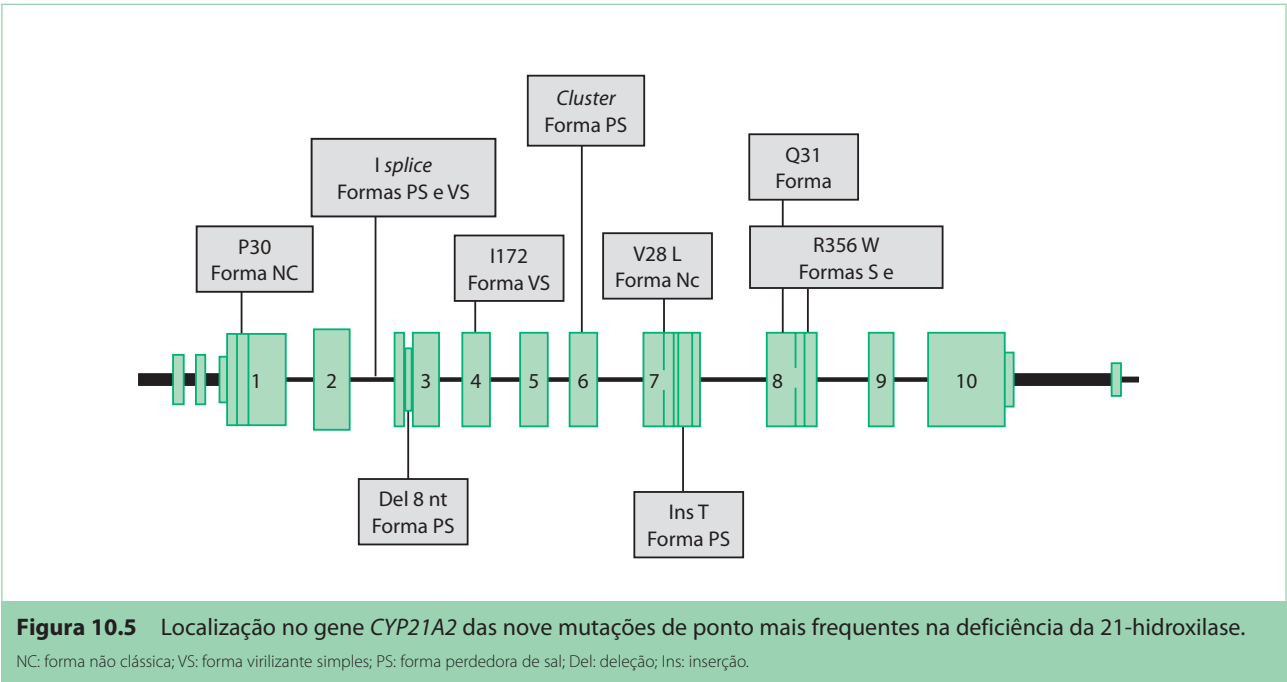 Cluster
Forma PS
I splice
Formas PS e VS
Q31
Forma
P30
Forma NC
I172
Forma VS
V28 L
Forma Nc
R356 W
Formas S e
1
2
3
4
5
6
7
8
9
10
Del 8 nt
Forma PS
Ins T
Forma PS
Figura 10.5 Localização no gene CYP21A2 das nove mutações de ponto mais frequentes na deficiência da 21-hidroxilase.
NC: forma não clássica; VS: forma virilizante simples; PS: forma perdedora de sal; Del: deleção; Ins: inserção.